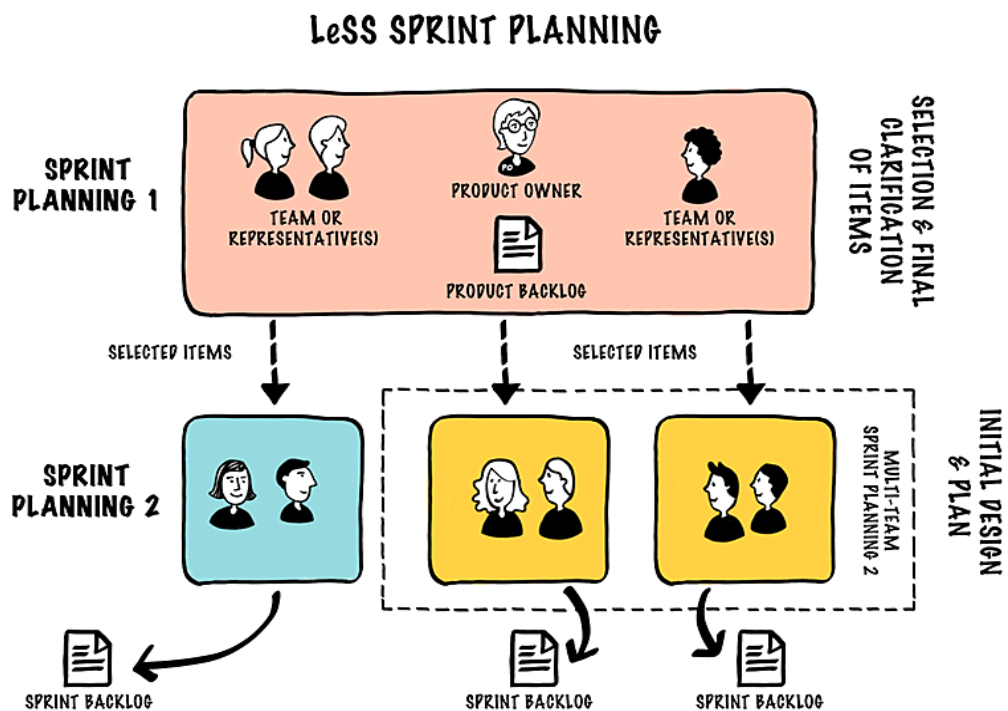 LeSS SPRINT PLANNING
SPRINT
PLANNING 1
PO
PRODUCT OWNER
TEAM OR
REPRESENTATIVE(S)
TEAM OR
REPRESENTATIVE(S)
PRODUCT BACKLOG
SELECTION & FINAL
CLARIFICATION
OF ITEMS
SELECTED ITEMS
SELECTED ITEMS
SPRINT
PLANNING 2
MULTI-TEAM
SPRINT PLANNING 2
INITIAL DESIGN
& PLAN
SPRINT BACKLOG
SPRINT BACKLOG
SPRINT BACKLOG